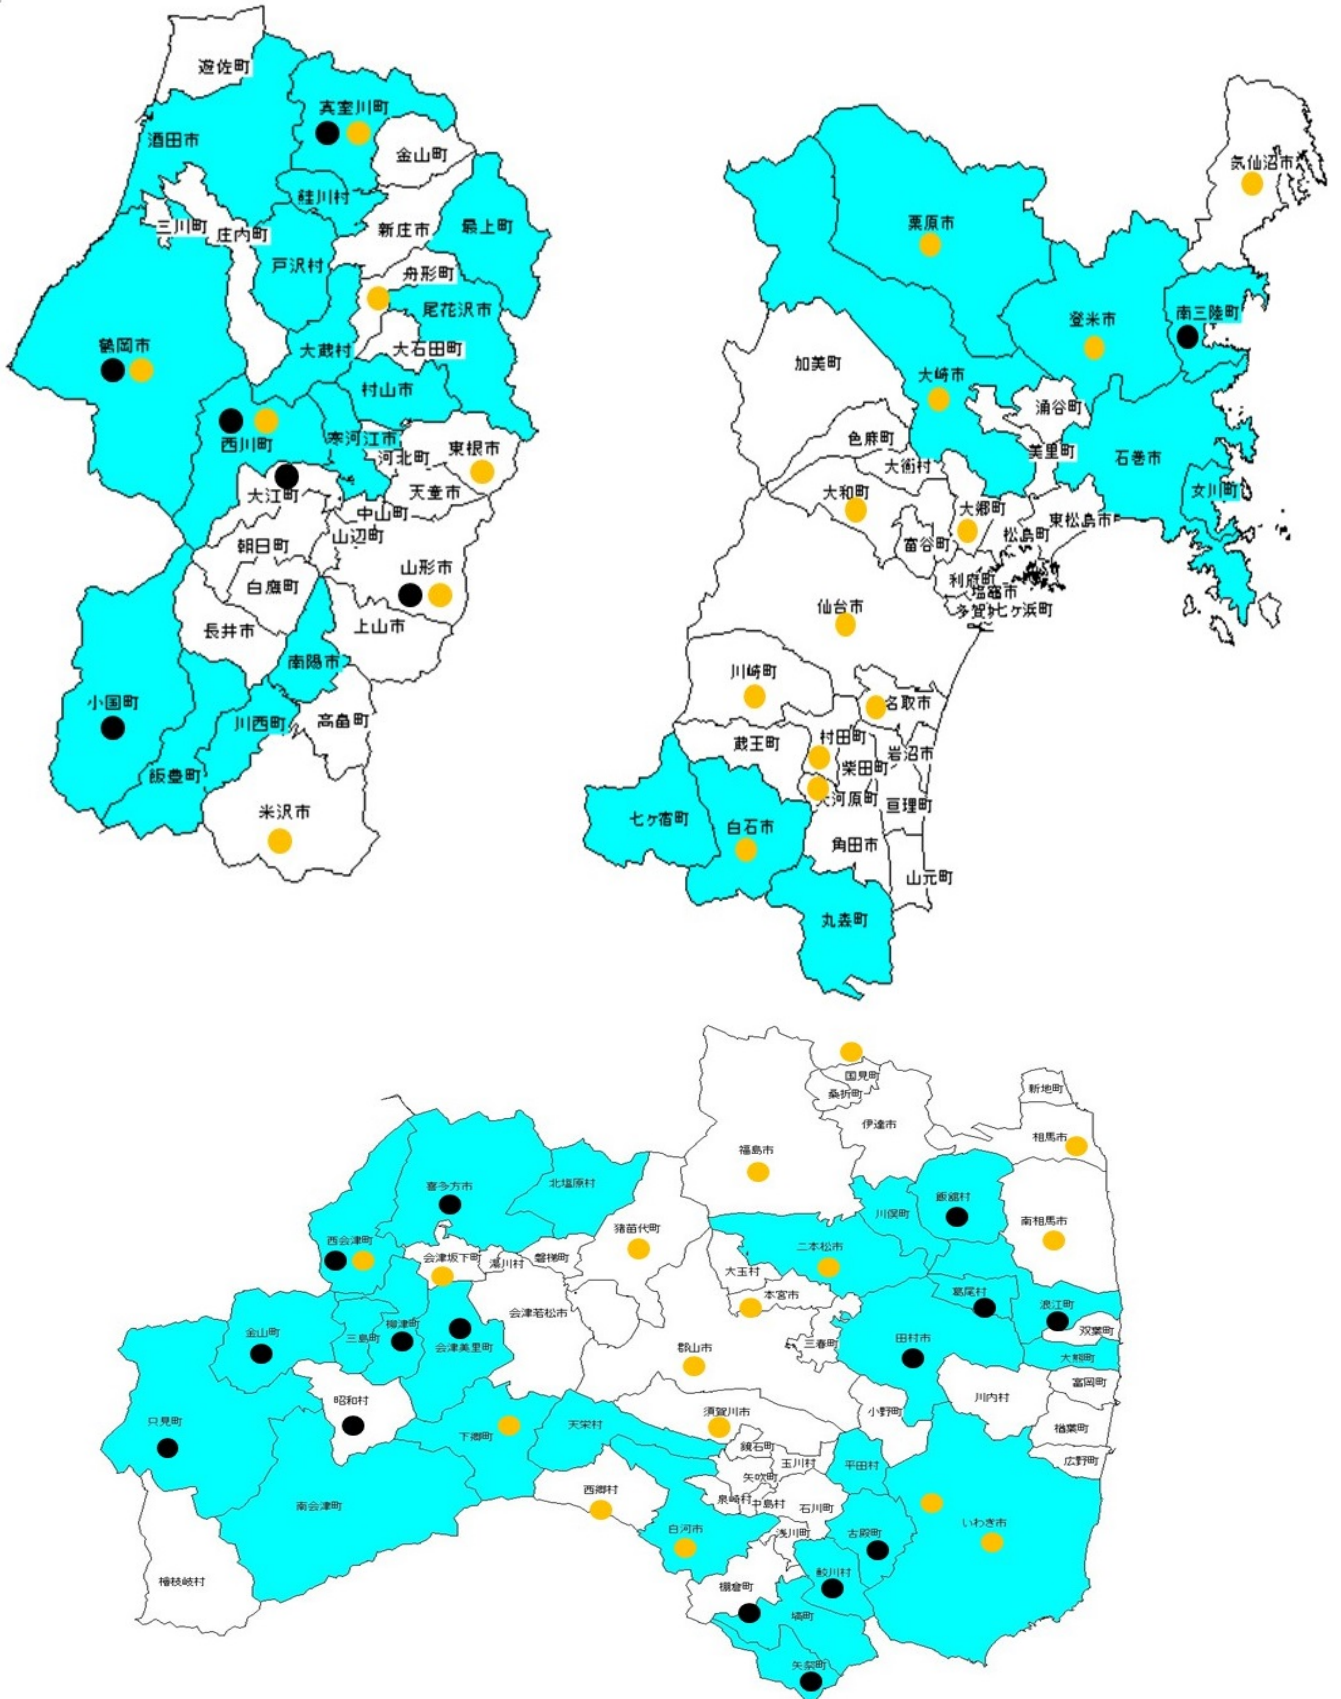 遊佐町
真室川町
酒田市
金山町
鮭川村
三川町
庄内町
新庄市
最上町
戸沢村
舟形町
尾花沢市
鶴岡市
大蔵村
大石田町
村山市
西川町
寒河江市
河北町
東根市
大江町
天童市
中山町
山辺町
朝日町
山形市
白鷹町
長井市
上山市
南陽市
小国町
川西町
高畠町
飯豊町
米沢市
気仙沼市
栗原市
登米市
南三陸町
加美町
大崎市
涌谷町
色麻町
美里町
石巻市
大衡村
女川町
大和町
大郷町
東松島市
松島町
富谷町
利府町
塩竈市
多賀
七ヶ浜町
仙台市
川崎町
名取市
蔵王町
村田町
岩沼市
柴田町
七ヶ宿町
大河原町
亘理町
白石市
角田市
山元町
丸森町
国見町
桑折町
新地町
伊達市
相馬市
福島市
喜多方市
北塩原村
飯舘村
川俣町
猪苗代町
南相馬市
西会津町
会津坂下町
湯川村
磐梯町
二本松市
大玉村
本宮市
葛尾村
浪江町
会津若松市
双葉町
金山町
三島町
柳津町
会津美里町
三春町
田村市
大熊町
郡山市
富岡町
川内村
昭和村
小野町
只見町
下郷町
天栄村
須賀川市
楢葉町
鏡石町
玉川村
平田村
広野町
矢吹町
西郷村
泉崎村
中島村
石川町
南会津町
白河市
浅川町
古殿町
いわき市
鮫川村
檜枝岐村
棚倉町
塙町
矢祭町